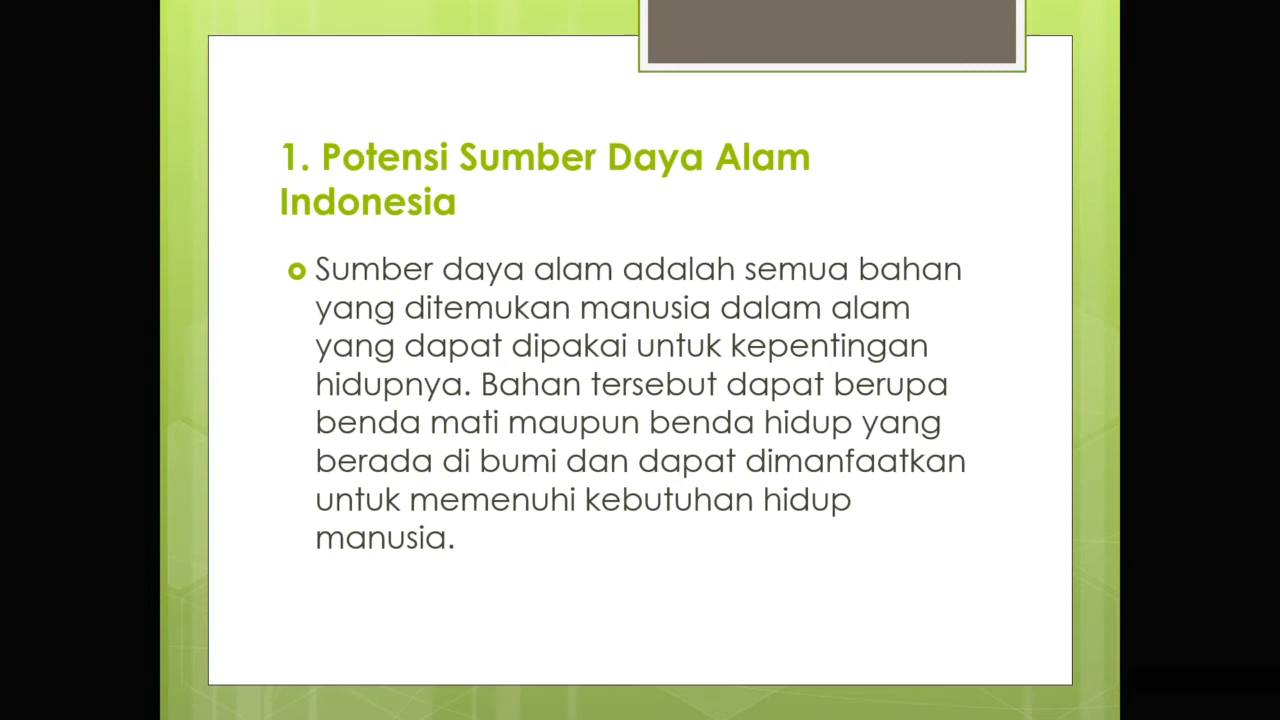 1. Potensi Sumber Daya Alam
Indonesia
Sumber daya alam adalah semua bahan
yang ditemukan manusia dalam alam
yang dapat dipakai untuk kepentingan
hidupnya. Bahan tersebut dapat berupa
benda mati maupun benda hidup yang
berada di bumi dan dapat dimanfaatkan
untuk memenuhi kebutuhan hidup
manusia.